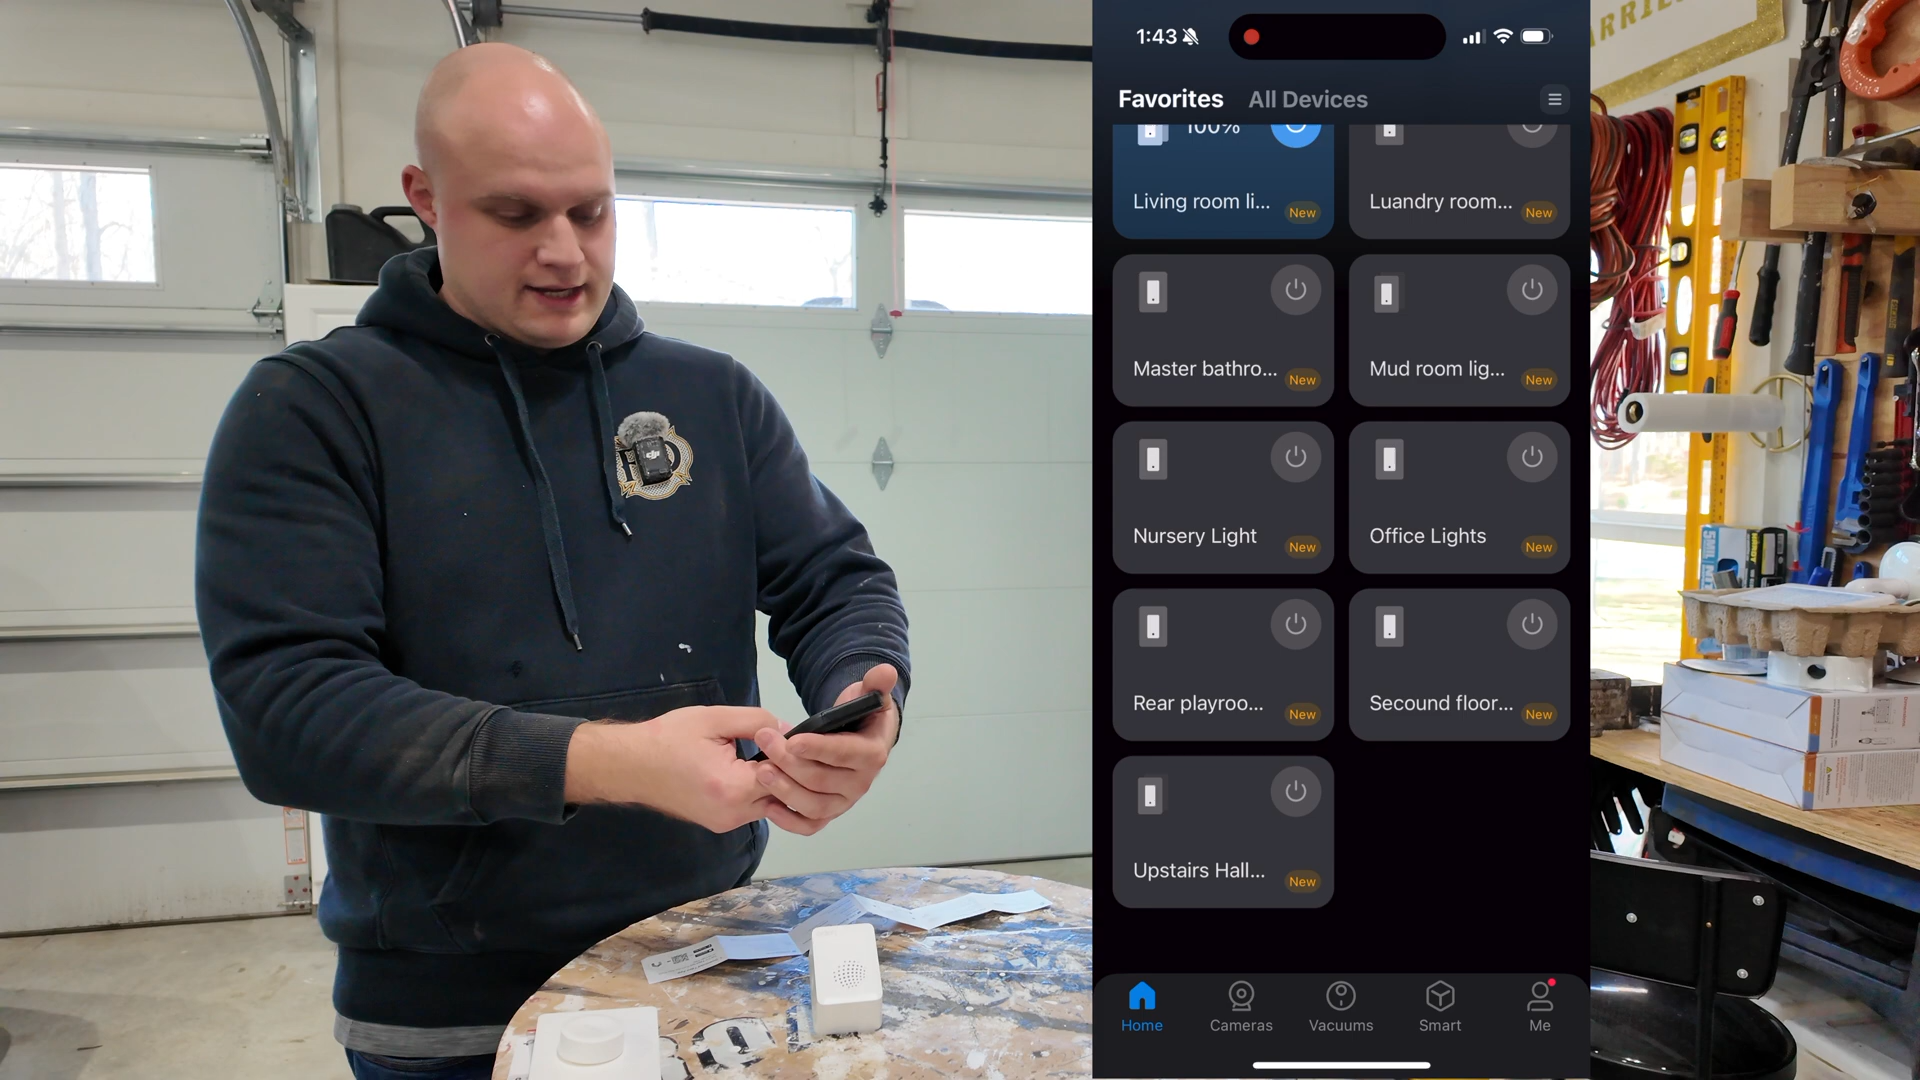 1:43
Favorites All Devices
100%
Living room li... New
Luandry room... New
Master bathro... New
Mud room lig... New
Nursery Light New
Office Lights New
Rear playroo... New
Secound floor... New
Upstairs Hall... New
Home Cameras Vacuums Smart Me
dji